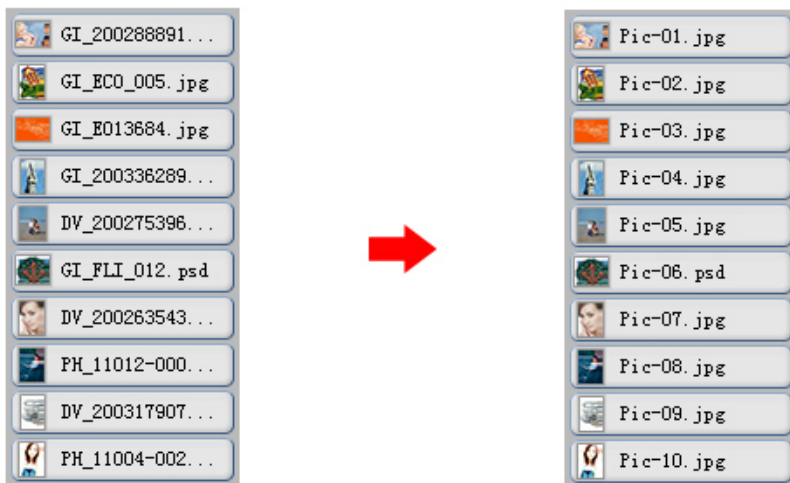 GI_200288891...
GI_ECO_005.jpg
GI_E013684.jpg
GI_200336289...
DV_200275396...
GI_FLI_012.psd
DV_200263543...
PH_11012-000...
DV_200317907...
PH_11004-002...
Pic-01.jpg
Pic-02.jpg
Pic-03.jpg
Pic-04.jpg
Pic-05.jpg
Pic-06.psd
Pic-07.jpg
Pic-08.jpg
Pic-09.jpg
Pic-10.jpg